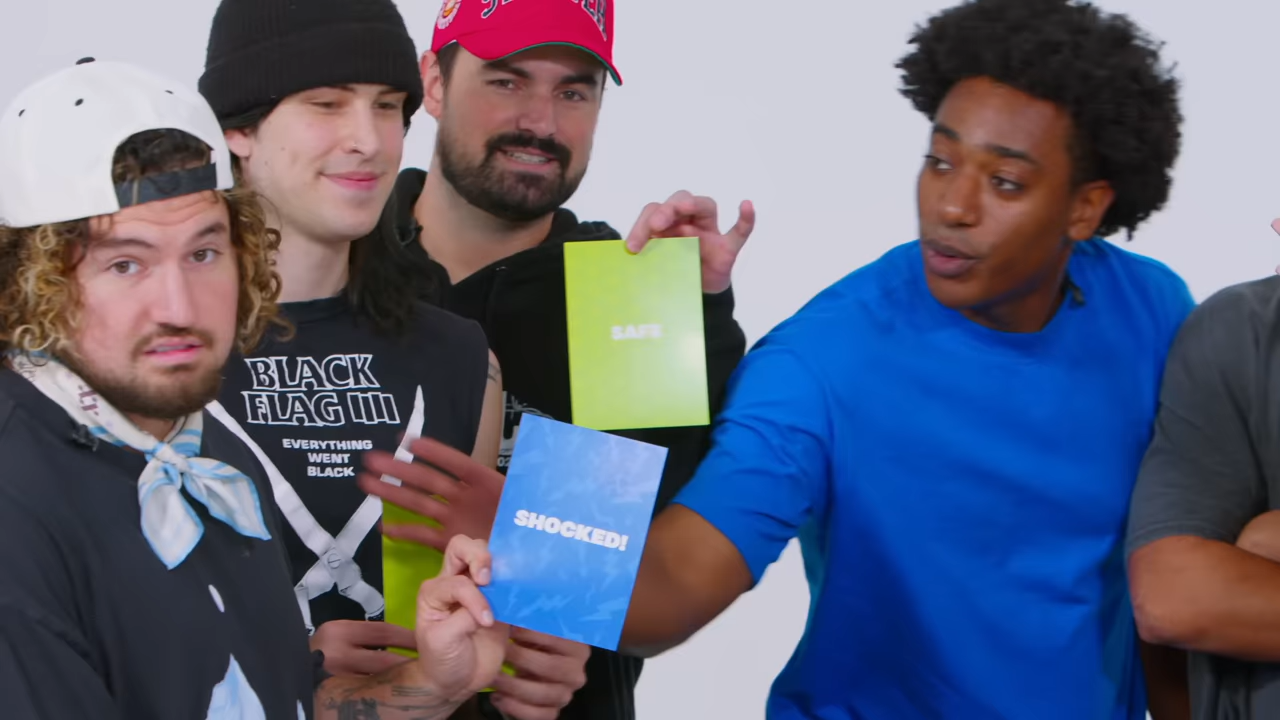 BLACK
FLAG III
EVERYTHING
WENT
BLACK
SAFE
SHOCKED!